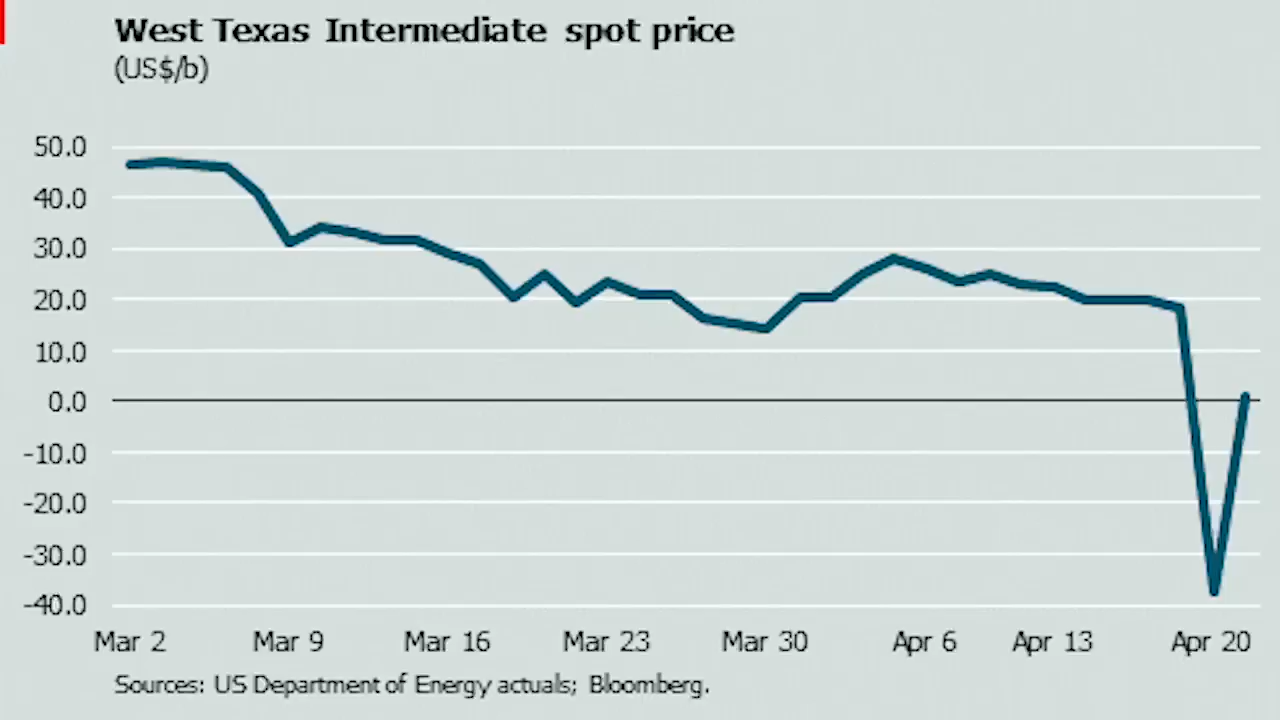 West Texas Intermediate spot price
(US$/b)
50.0
40.0
30.0
20.0
10.0
0.0
-10.0
-20.0
-30.0
-40.0
Mar 2 Mar 9 Mar 16 Mar 23 Mar 30 Apr 6 Apr 13 Apr 20
Sources: US Department of Energy actuals; Bloomberg.